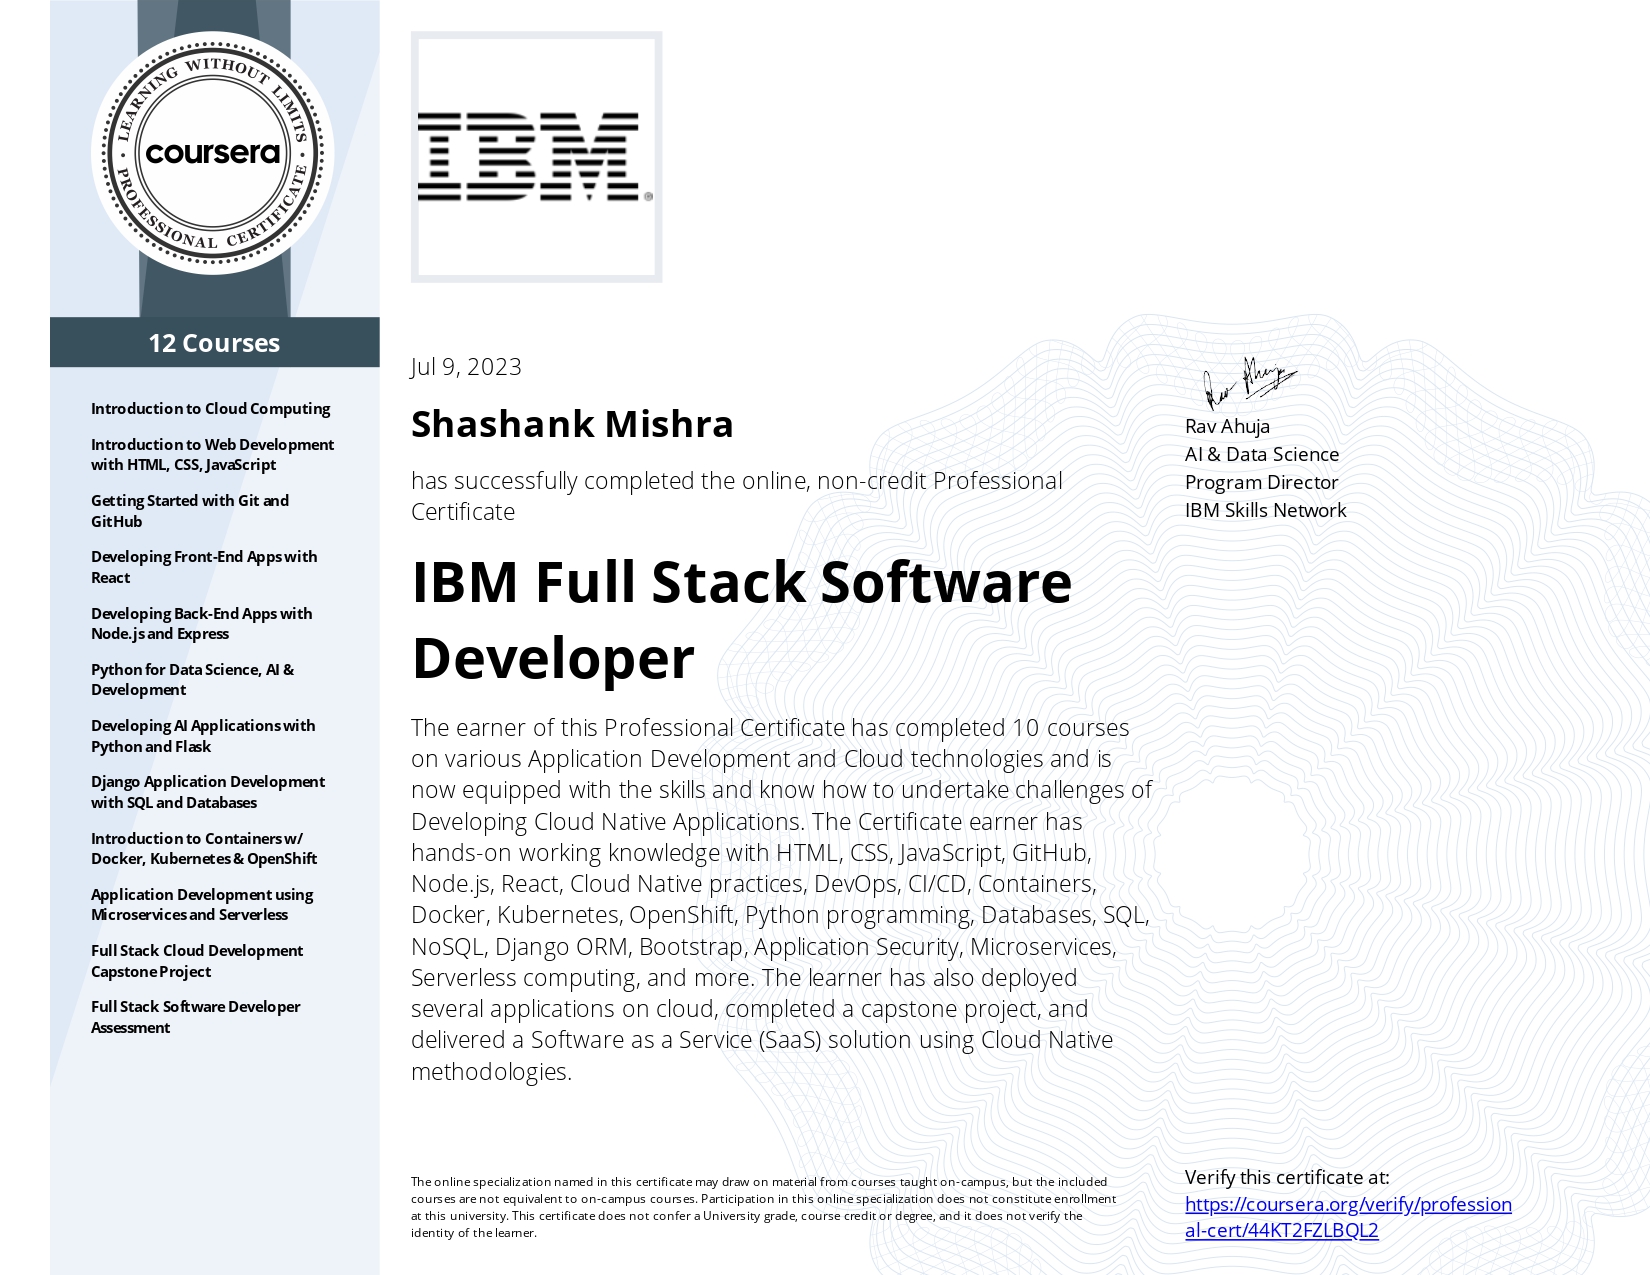 LEARNING WITHOUT LIMITS
coursera
PROFESSIONAL CERTIFICATE
12 Courses
Introduction to Cloud Computing
Introduction to Web Development
with HTML, CSS, JavaScript
Getting Started with Git and
GitHub
Developing Front-End Apps with
React
Developing Back-End Apps with
Node.js and Express
Python for Data Science, AI &
Development
Developing AI Applications with
Python and Flask
Django Application Development
with SQL and Databases
Introduction to Containers w/
Docker, Kubernetes & OpenShift
Application Development using
Microservices and Serverless
Full Stack Cloud Development
Capstone Project
Full Stack Software Developer
Assessment
IBM®
Jul 9, 2023
Shashank Mishra
has successfully completed the online, non-credit Professional
Certificate
IBM Full Stack Software
Developer
The earner of this Professional Certificate has completed 10 courses
on various Application Development and Cloud technologies and is
now equipped with the skills and know how to undertake challenges of
Developing Cloud Native Applications. The Certificate earner has
hands-on working knowledge with HTML, CSS, JavaScript, GitHub,
Node.js, React, Cloud Native practices, DevOps, CI/CD, Containers,
Docker, Kubernetes, OpenShift, Python programming, Databases, SQL,
NoSQL, Django ORM, Bootstrap, Application Security, Microservices,
Serverless computing, and more. The learner has also deployed
several applications on cloud, completed a capstone project, and
delivered a Software as a Service (SaaS) solution using Cloud Native
methodologies.
The online specialization named in this certificate may draw on material from courses taught on-campus, but the included
courses are not equivalent to on-campus courses. Participation in this online specialization does not constitute enrollment
at this university. This certificate does not confer a University grade, course credit or degree, and it does not verify the
identity of the learner.
Rav Ahuja
Rav Ahuja
AI & Data Science
Program Director
IBM Skills Network
Verify this certificate at:
https://coursera.org/verify/profession
al-cert/44KT2FZLBQL2